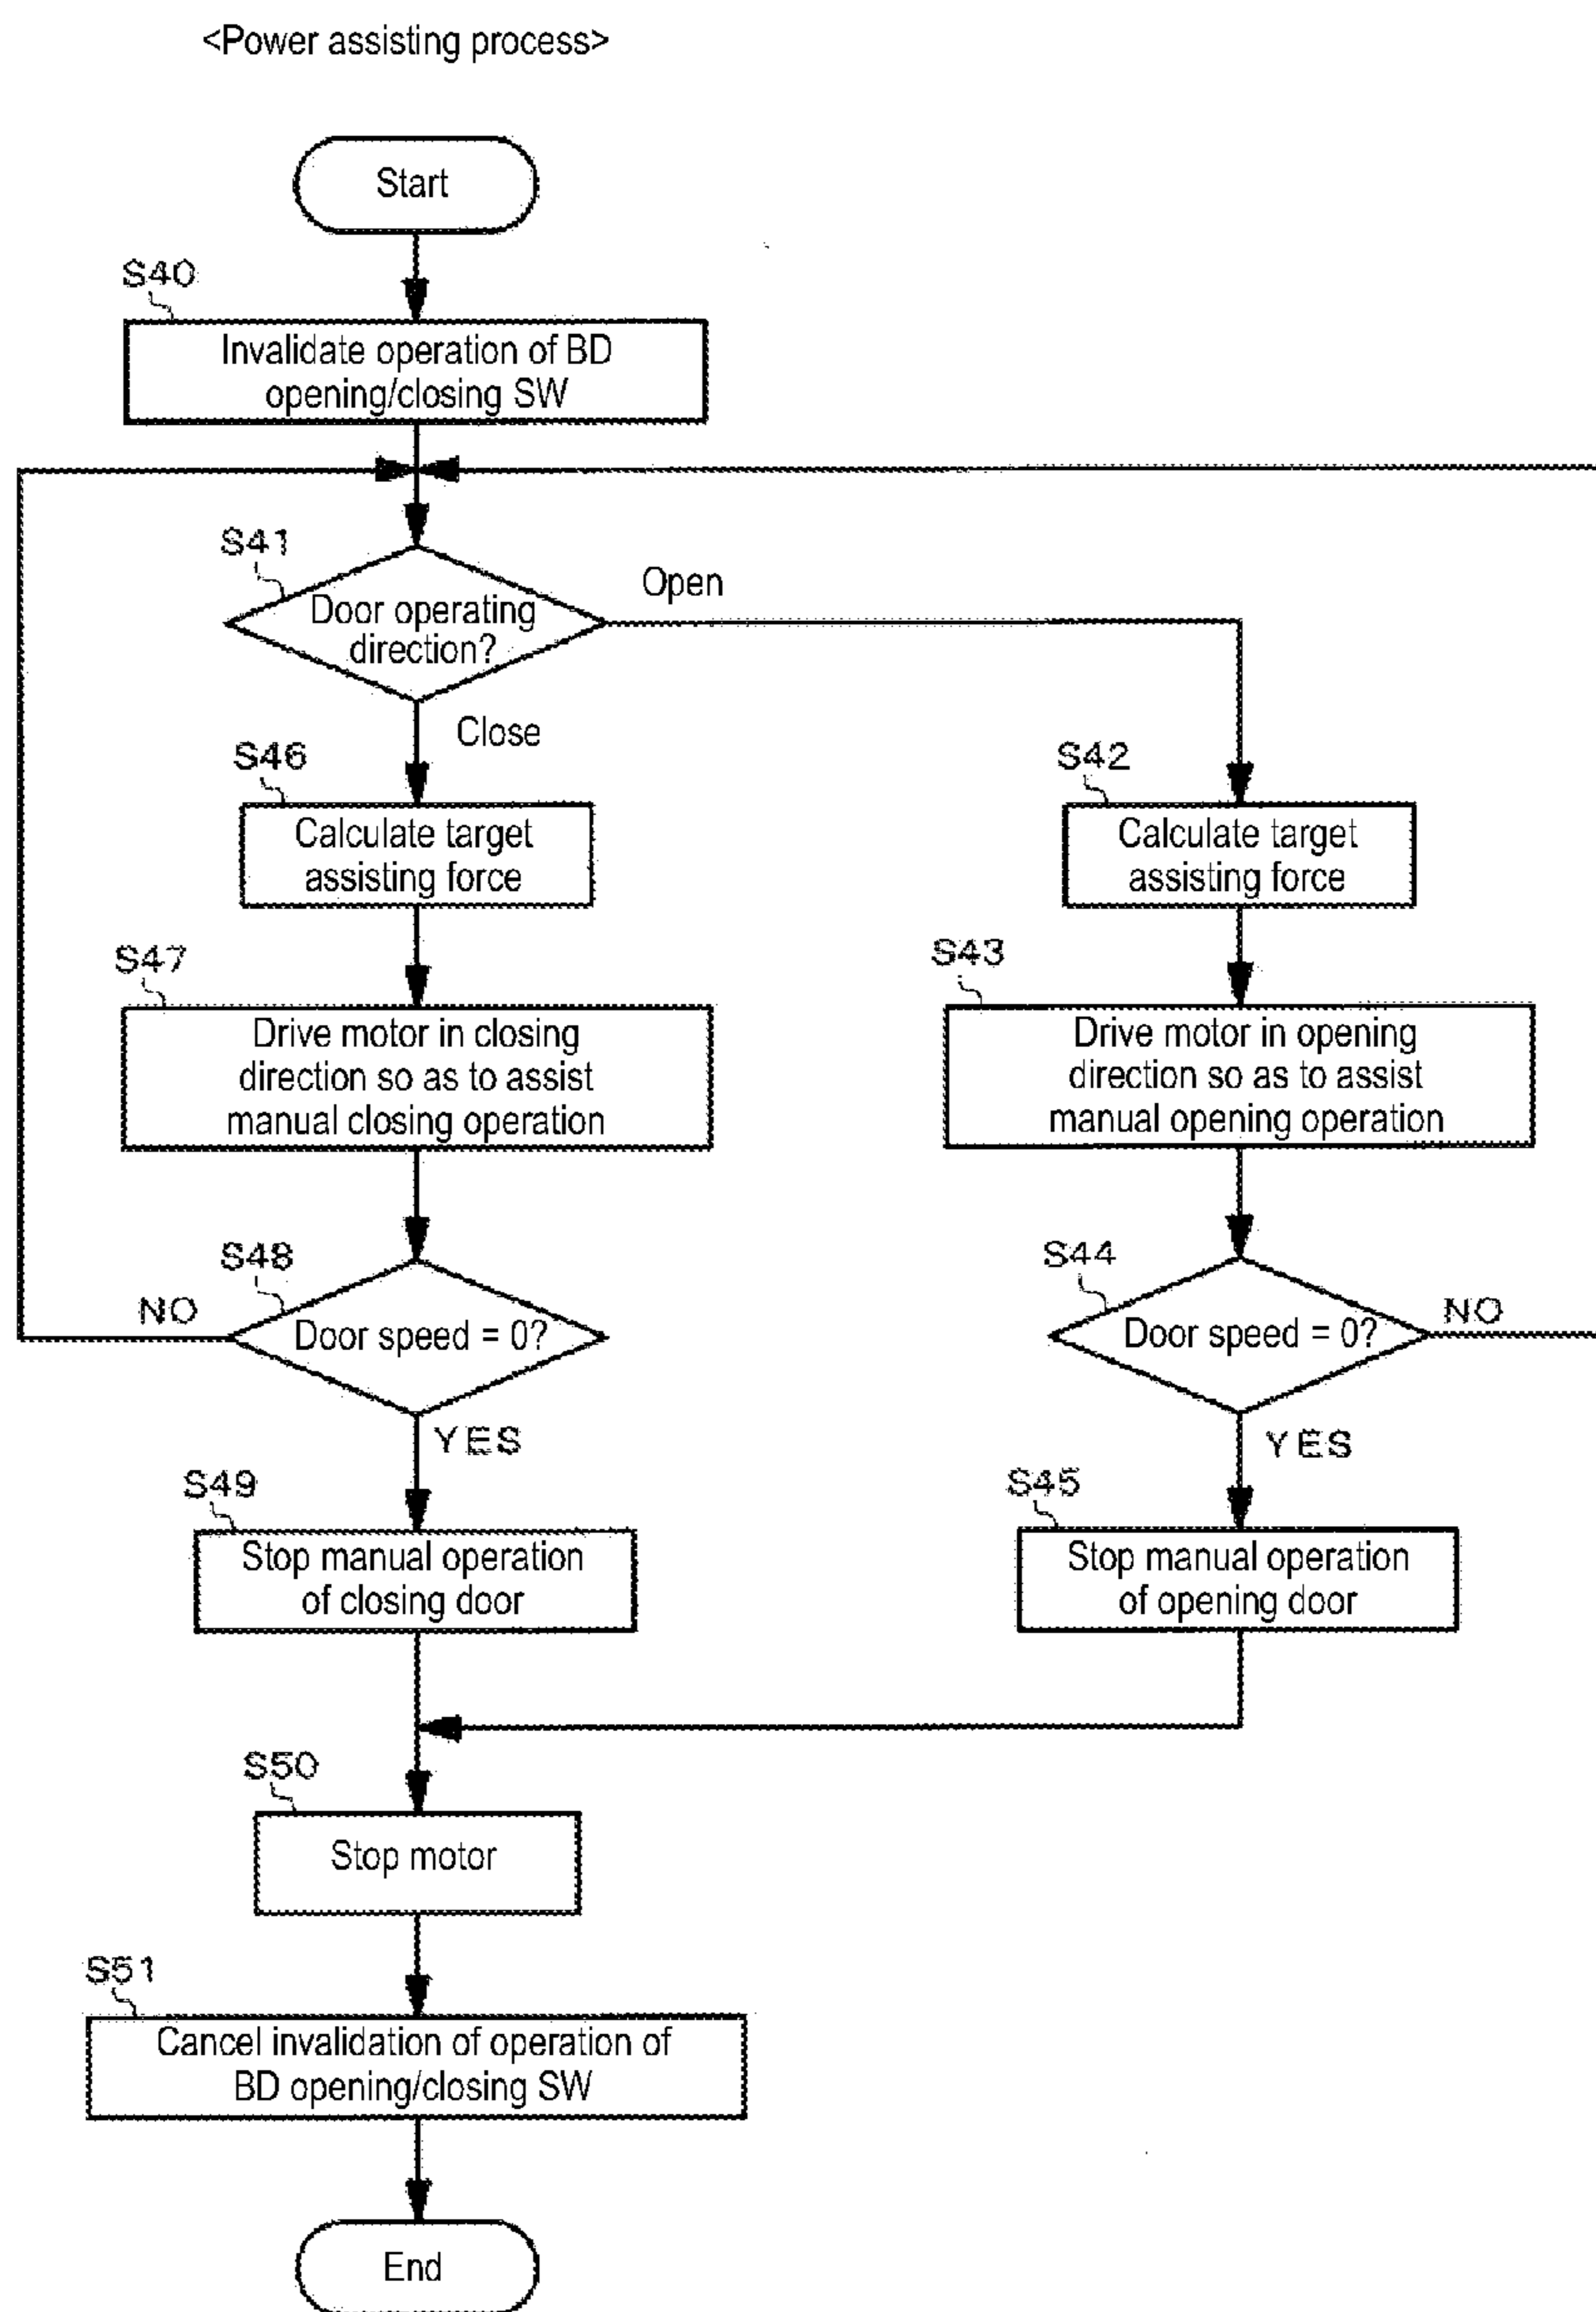 <Power assisting process>
Start
S40
Invalidate operation of BD
opening/closing SW
S41
Door operating
direction?
Open
Close
S46
Calculate target
assisting force
S42
Calculate target
assisting force
S47
Drive motor in closing
direction so as to assist
manual closing operation
S43
Drive motor in opening
direction so as to assist
manual opening operation
S48
NO
Door speed = 0?
YES
S44
Door speed = 0?
NO
YES
S49
Stop manual operation
of closing door
S45
Stop manual operation
of opening door
S50
Stop motor
S51
Cancel invalidation of operation of
BD opening/closing SW
End